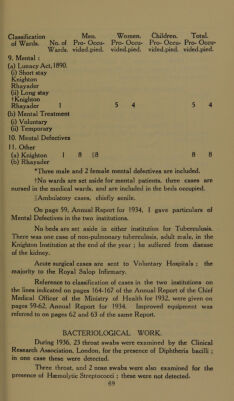 Classification Men. Women. Children. Total.
of Wards. No. of Pro- Occu- Pro- Occu- Pro- Occu- Pro- Occu-
Wards. vided.pied. vided.pied. vided.pied. vided.pied.
9. Mental :
(a) Lunacy Act, 1890.
(i) Short stay
Knighton
Rhayader
(ii) Long stay
†Knighton
Rhayader 1 5 4 5 4
(b) Mental Treatment
(i) Voluntary
(ii) Temporary
10. Mental Defectives
11. Other
(a) Knighton 1 8 ‡8 8 8
(b) Rhayader
*Three male and 2 female mental defectives are included.
†No wards are set aside for mental patients, three cases are
nursed in the medical wards, and are included in the beds occupied.
‡Ambulatory cases, chiefly senile.
On page 59, Annual Report for 1934, I gave particulars of
Mental Defectives in the two institutions.
No beds are set aside in either institution for Tuberculosis.
There was one case of non-pulmonary tuberculosis, adult male, in the
Knighton Institution at the end of the year ; he suffered from disease
of the kidney.
Acute surgical cases are sent to Voluntary Hospitals ; the
majority to the Royal Salop Infirmary.
Reference to classification of cases in the two institutions on
the lines indicated on pages 164-167 of the Annual Report of the Chief
Medical Officer of the Ministry of Health for 1932, were given on
pages 59-62, Annual Report for 1934. Improved equipment was
referred to on pages 62 and 63 of the same Report.
BACTERIOLOGICAL WORK.
During 1936, 23 throat swabs were examined by the Clinical
Research Association, London, for the presence of Diphtheria bacilli ;
in one case these were detected.
Three throat, and 2 nose swabs were also examined for the
presence of Hæmolytic Streptococci ; these were not detected.
69